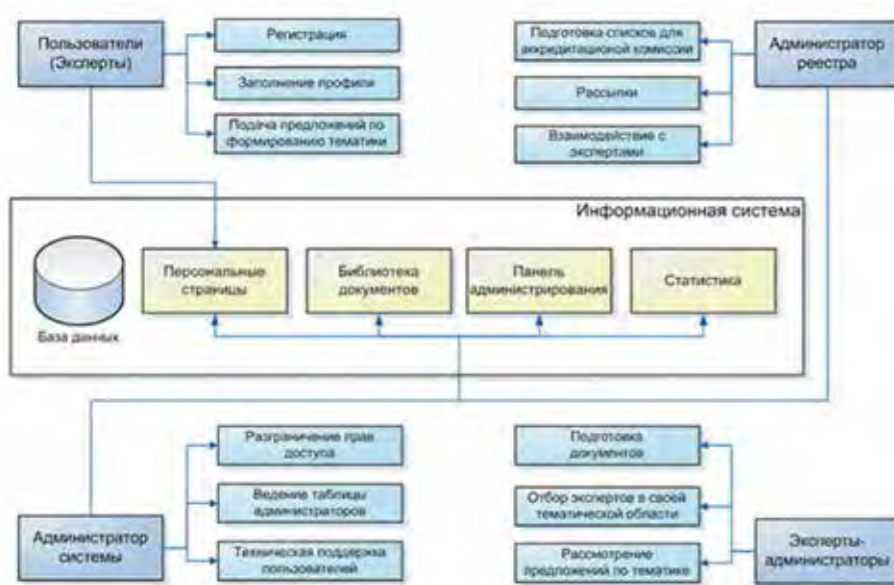 Пользователи
(Эксперты)
Регистрация
Заполнение профиля
Подача предложений по
формированию тематики
Подготовка списков для
аккредитационой комиссии
Рассылки
Взаимодействие с
экспертами
Администратор
реестра
Информационная система
База данных
Персональные
страницы
Библиотека
документов
Панель
администрирования
Статистика
Администратор
системы
Разграничение прав
доступа
Ведение таблицы
администраторов
Техническая поддержка
пользователей
Подготовка
документов
Отбор экспертов в своей
тематической области
Рассмотрение
предложений по тематике
Эксперты-
администраторы